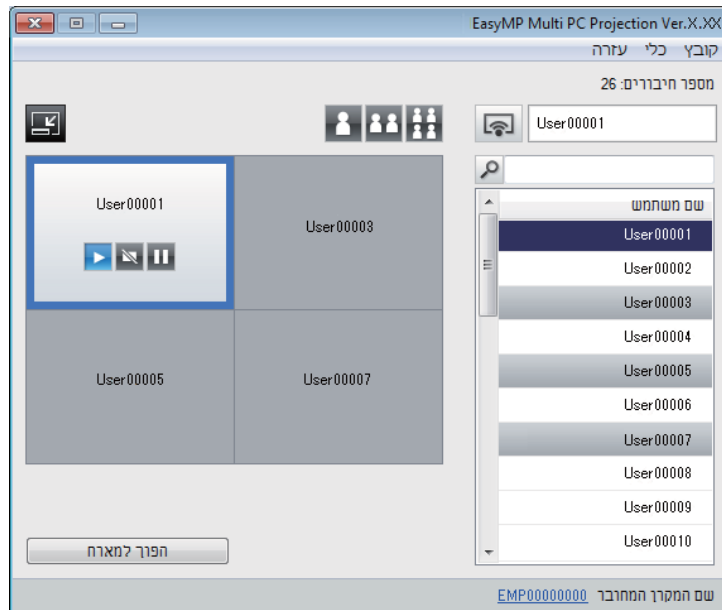 EasyMP Multi PC Projection Ver.X.XX
קובץ כלי עזרה
מספר חיבורים: 26
User00001
שם משתמש
User00001
User00002
User00003
User00004
User00005
User00006
User00007
User00008
User00009
User00010
User00001
User00003
User00005
User00007
הפוך למארח
שם המקרן המחובר EMP00000000